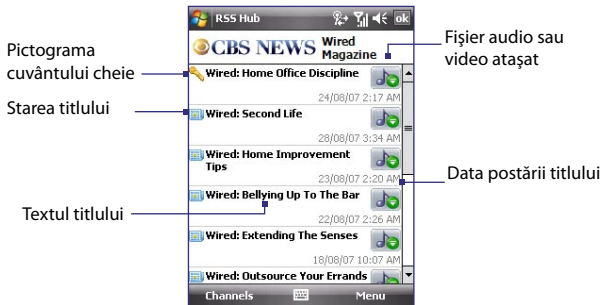 RSS Hub
ok
CBS NEWS
Wired
Magazine
Wired: Home Office Discipline
24/08/07 2:17 AM
Wired: Second Life
28/08/07 3:34 AM
Wired: Home Improvement
Tips
23/08/07 2:20 AM
Wired: Bellying Up To The Bar
22/08/07 2:26 AM
Wired: Extending The Senses
18/08/07 10:07 AM
Wired: Outsource Your Errands
Channels
Menu
Pictograma
cuvântului cheie
Starea titlului
Textul titlului
Fişier audio sau
video ataşat
Data postării titlului